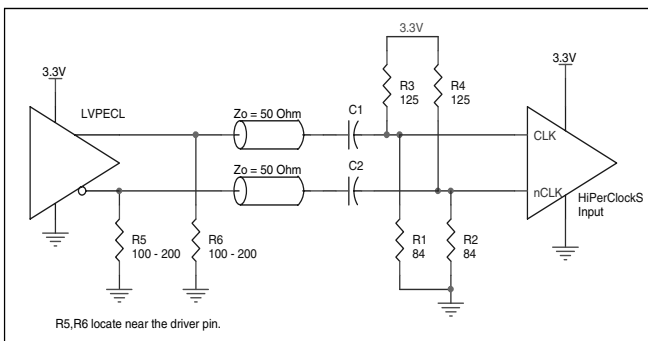 3.3V
3.3V
LVPECL
Zo = 50 Ohm
C1
R3
125
R4
125
3.3V
CLK
Zo = 50 Ohm
C2
nCLK
HiPerClockS
Input
R5
100 - 200
R6
100 - 200
R1
84
R2
84
R5,R6 locate near the driver pin.